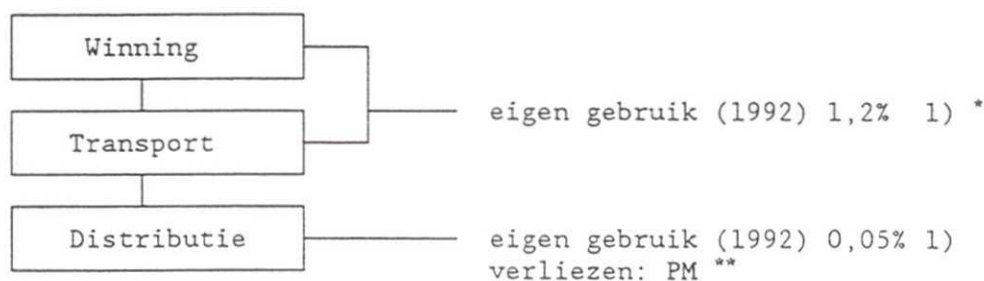 Winning
eigen gebruik (1992) 1,2% 1) *
Transport
Distributie
eigen gebruik (1992) 0,05% 1)
verliezen: PM **